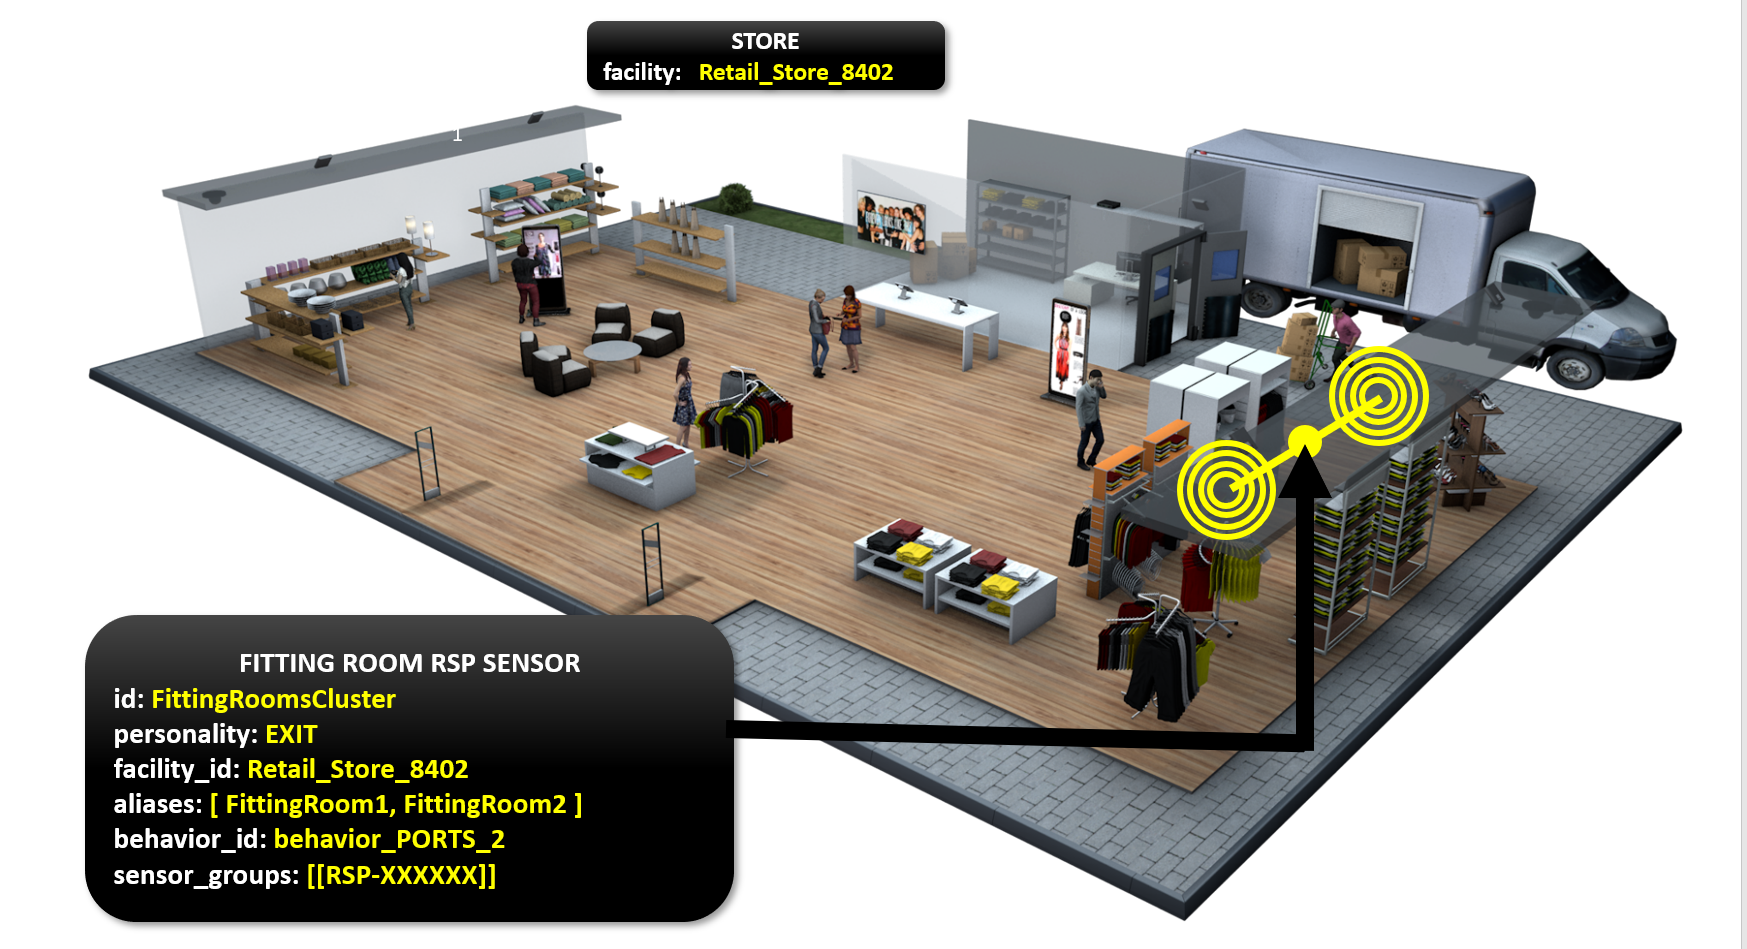 STORE
facility: Retail_Store_8402
1
FITTING ROOM RSP SENSOR
id: FittingRoomsCluster
personality: EXIT
facility_id: Retail_Store_8402
aliases: [ FittingRoom1, FittingRoom2 ]
behavior_id: behavior_PORTS_2
sensor_groups: [[RSP-XXXXXX]]